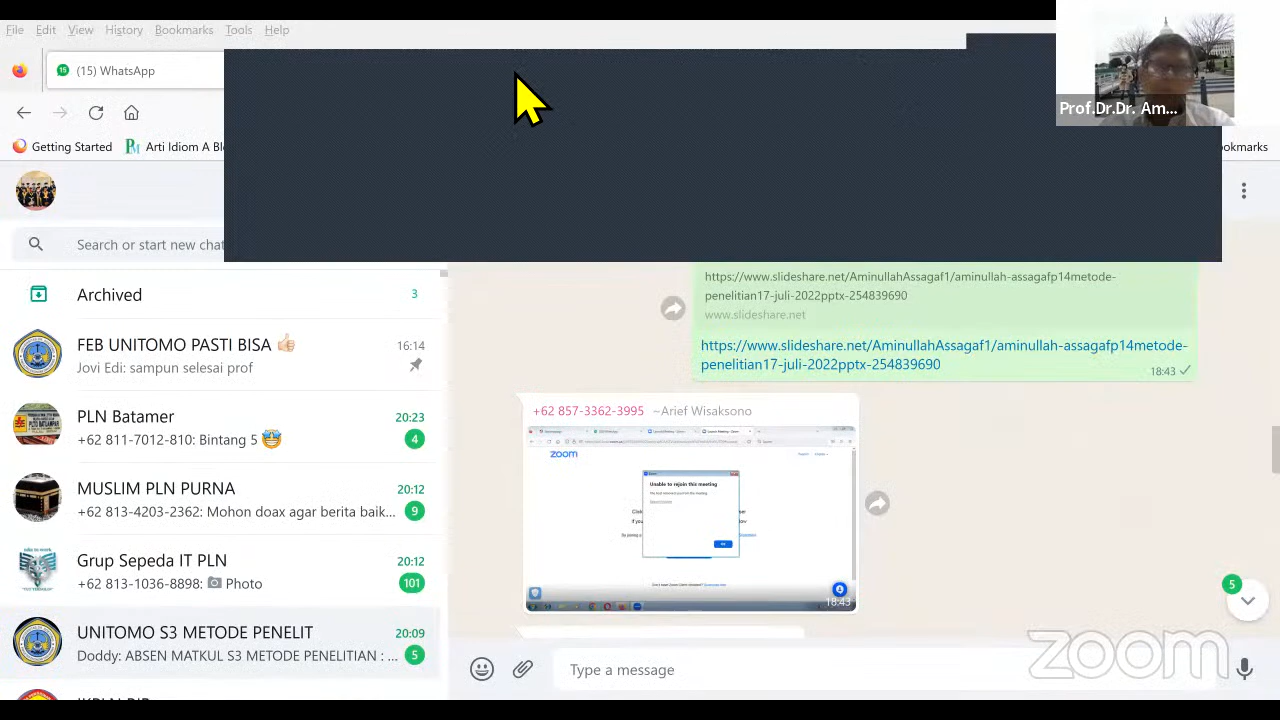 File Edit View History Bookmarks Tools Help
15 (15) WhatsApp
Prof.Dr.Dr. Am...
Getting Started Arti Idiom A Bl
okmarks
Search or start new chat
Archived 3
FEB UNITOMO PASTI BISA 👍🏻 16:14
Jovi Edi: sampun selesai prof
PLN Batamer 20:23
+62 811-7012-810: Bintang 5 🤩 4
MUSLIM PLN PURNA 20:12
+62 813-4203-2392: Mohon doax agar berita baik... 9
Grup Sepeda IT PLN 20:12
+62 813-1036-8898: Photo 101
UNITOMO S3 METODE PENELIT 20:09
Doddy: ABSEN MATKUL S3 METODE PENELITIAN : ... 5
https://www.slideshare.net/AminullahAssagaf1/aminullah-assagafp14metode-
penelitian17-juli-2022pptx-254839690
www.slideshare.net
https://www.slideshare.net/AminullahAssagaf1/aminullah-assagafp14metode-
penelitian17-juli-2022pptx-254839690
18:43
+62 857-3362-3995 ~Arief Wisaksono
zoom
Unable to rejoin this meeting
18:43
5
Type a message
zoom